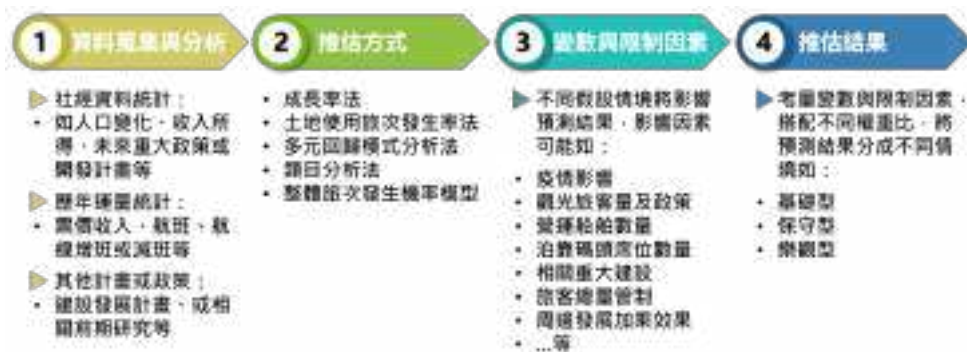 1 資料蒐集與分析
社經資料統計：
• 如人口變化、收入所
得、未來重大政策或
開發計畫等
歷年運量統計：
• 票價收入、航班、航
線增班或減班等
其他計畫或政策：
• 建設發展計畫、或相
關前期研究等
2 推估方式
• 成長率法
• 土地使用旅次發生率法
• 多元回歸模式分析法
• 類目分析法
• 整體旅次發生機率模型
3 變數與限制因素
不同假設情境將影響
預測結果，影響因素
可能如：
• 疫情影響
• 觀光旅客量及政策
• 營運船舶數量
• 泊靠碼頭席位數量
• 相關重大建設
• 旅客總量管制
• 周邊發展加乘效果
• ...等
4 推估結果
考量變數與限制因素，
搭配不同權重比，將
預測結果分成不同情
境如：
• 基礎型
• 保守型
• 樂觀型